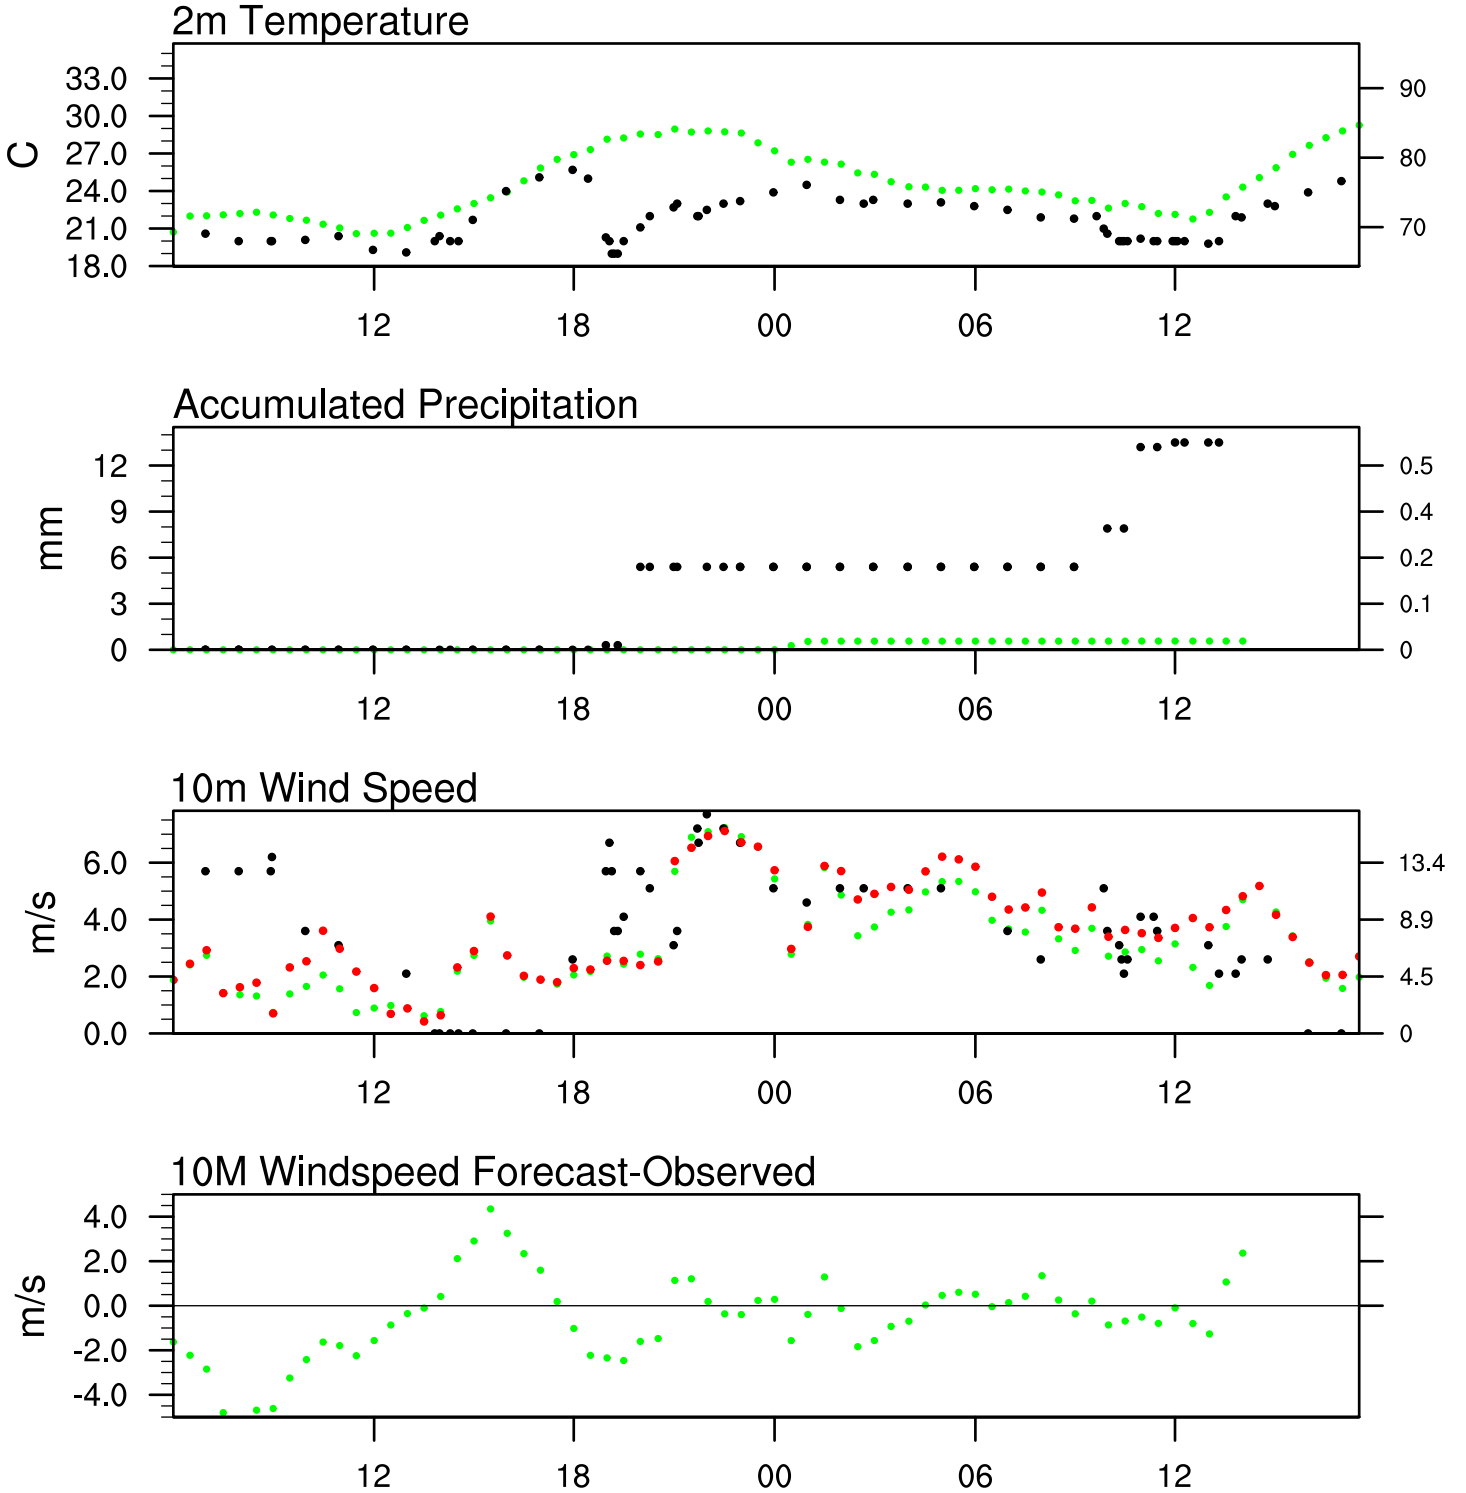 2m Temperature
33.0
30.0
27.0
24.0
21.0
18.0
C
90
80
70
12 18 00 06 12
Accumulated Precipitation
12
9
6
3
0
mm
0.5
0.4
0.2
0.1
0
12 18 00 06 12
10m Wind Speed
6.0
4.0
2.0
0.0
m/s
13.4
8.9
4.5
0
12 18 00 06 12
10M Windspeed Forecast-Observed
4.0
2.0
0.0
-2.0
-4.0
m/s
12 18 00 06 12